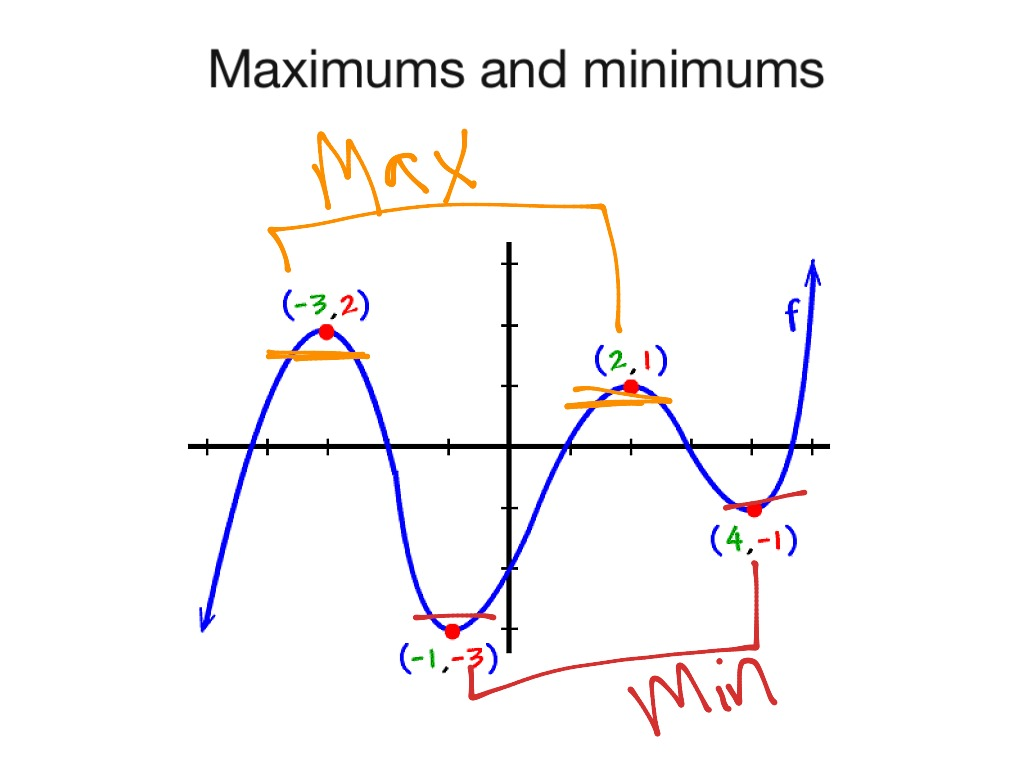 Maximums and minimums
Max
(-3,2)
f
(2,1)
(4,-1)
(-1,-3)
Min